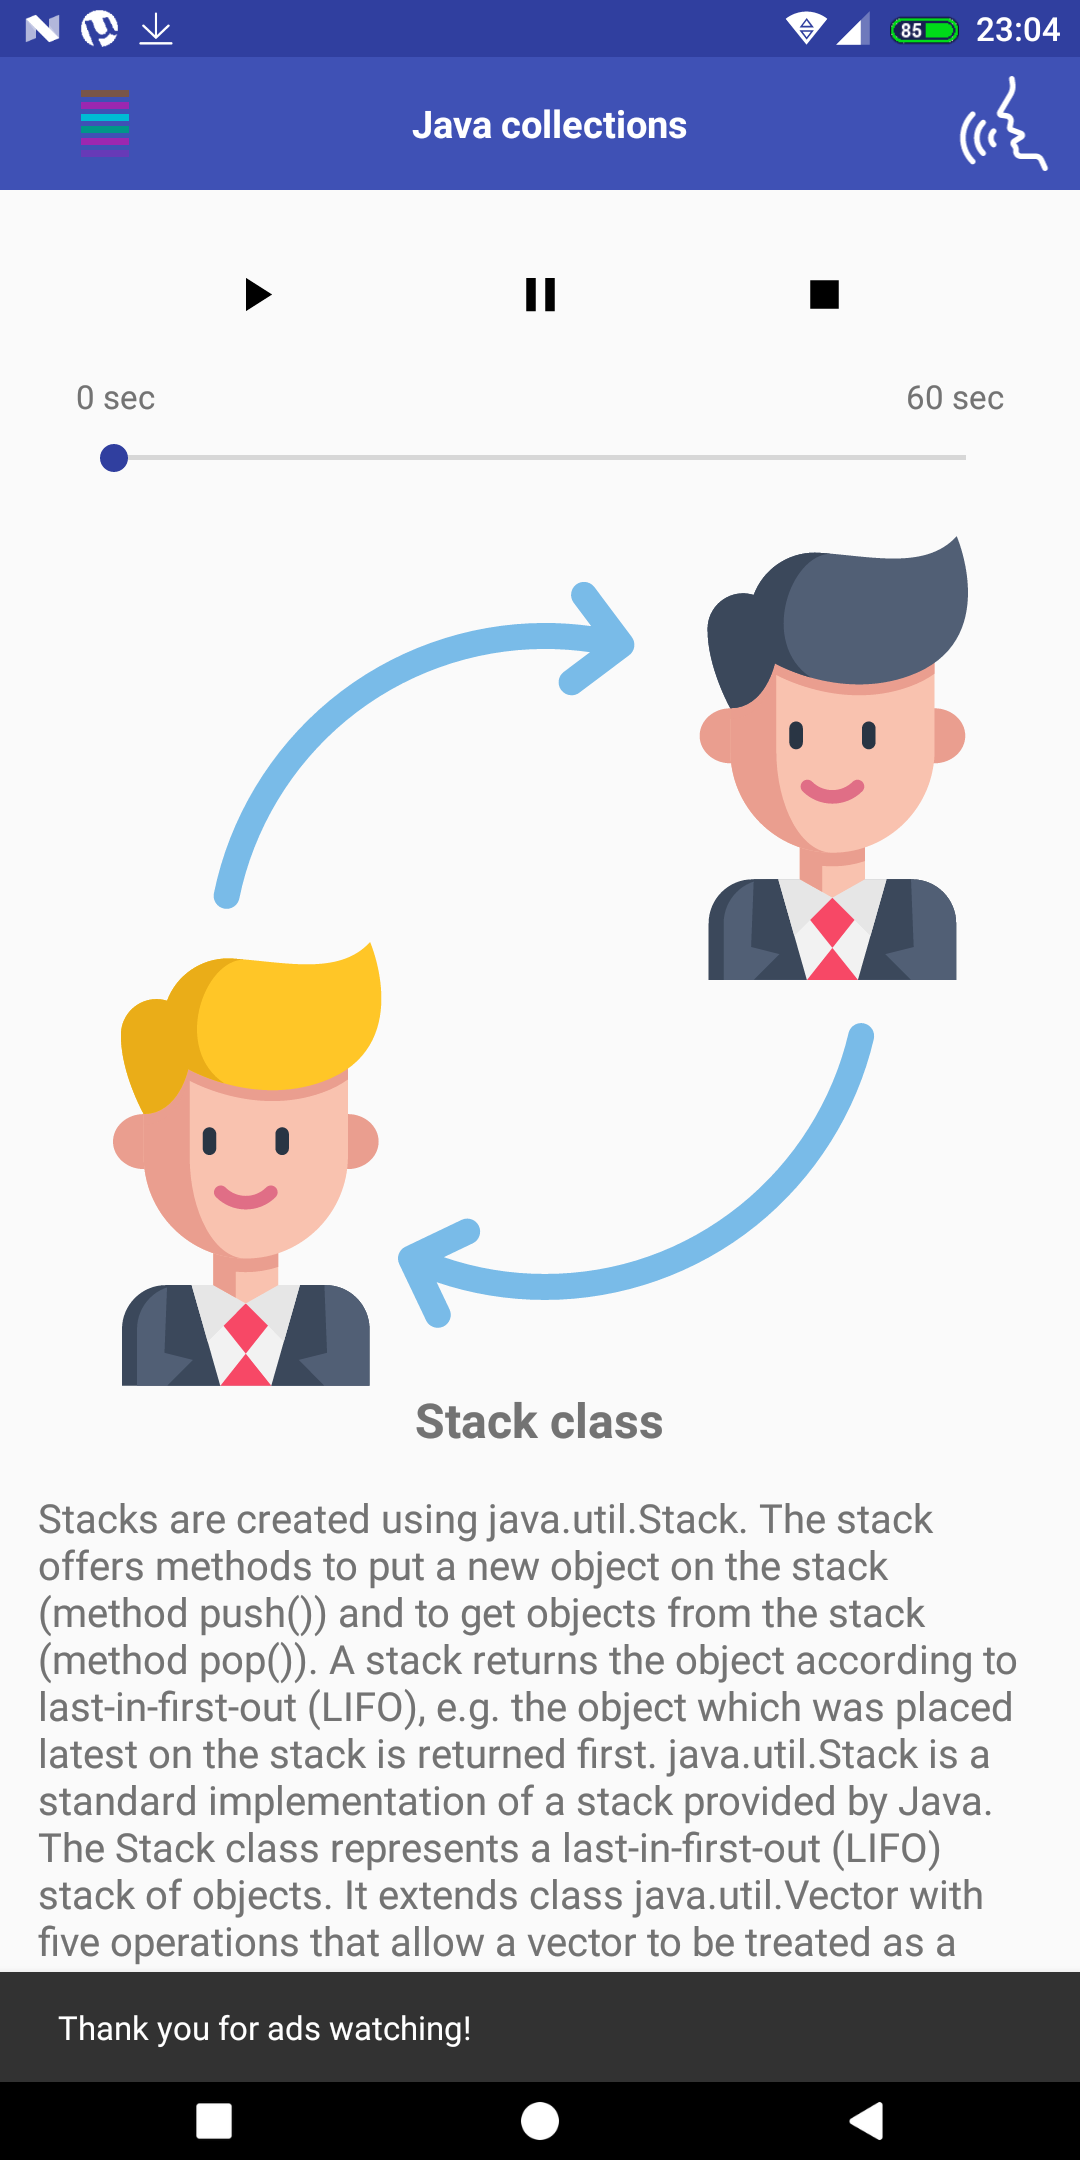 85 23:04
Java collections
0 sec 60 sec
Stack class
Stacks are created using java.util.Stack. The stack
offers methods to put a new object on the stack
(method push()) and to get objects from the stack
(method pop()). A stack returns the object according to
last-in-first-out (LIFO), e.g. the object which was placed
latest on the stack is returned first. java.util.Stack is a
standard implementation of a stack provided by Java.
The Stack class represents a last-in-first-out (LIFO)
stack of objects. It extends class java.util.Vector with
five operations that allow a vector to be treated as a
Thank you for ads watching!